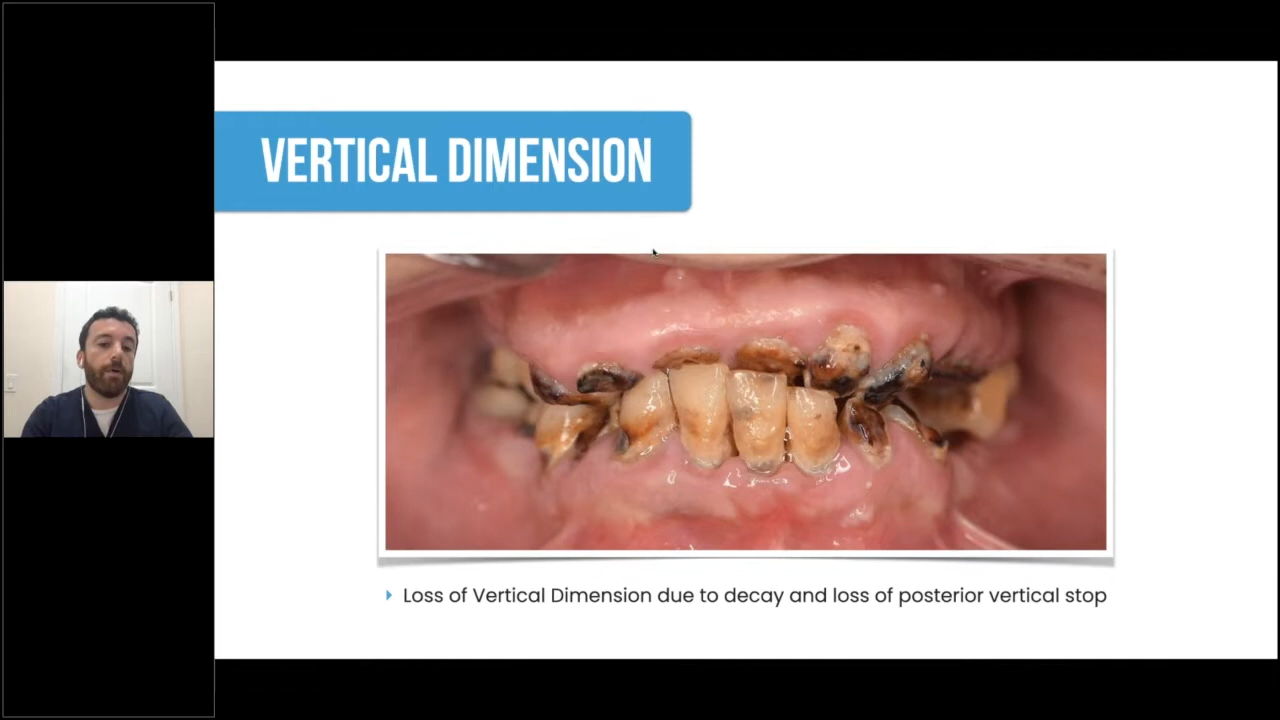 VERTICAL DIMENSION
Loss of Vertical Dimension due to decay and loss of posterior vertical stop